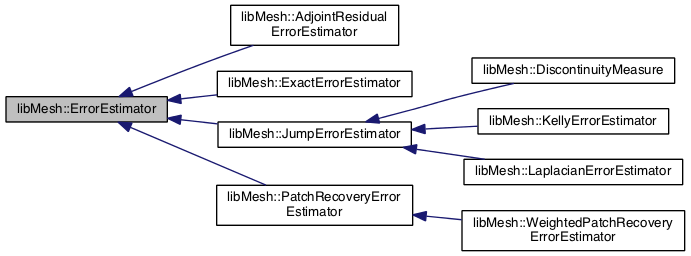 libMesh::ErrorEstimator
libMesh::AdjointResidual
ErrorEstimator
libMesh::ExactErrorEstimator
libMesh::JumpErrorEstimator
libMesh::PatchRecoveryError
Estimator
libMesh::DiscontinuityMeasure
libMesh::KellyErrorEstimator
libMesh::LaplacianErrorEstimator
libMesh::WeightedPatchRecovery
ErrorEstimator